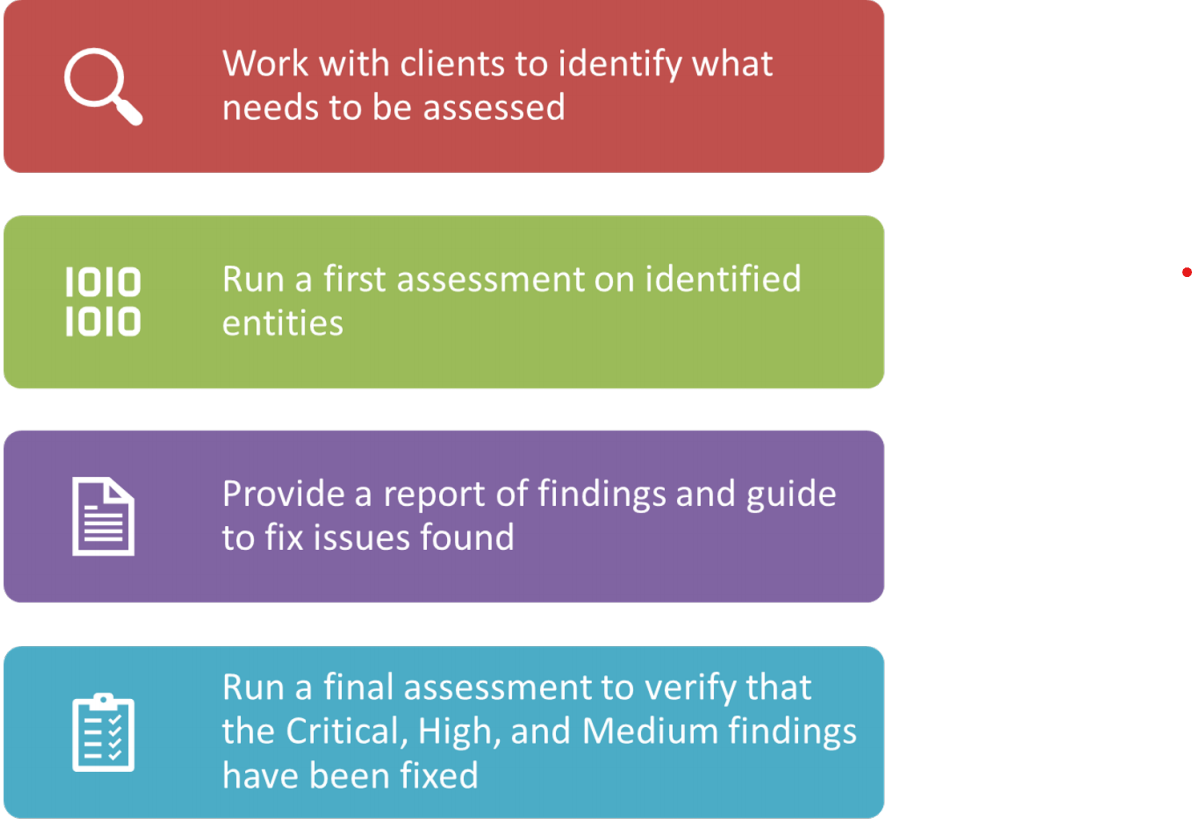 Work with clients to identify what
needs to be assessed
1010
1010
Run a first assessment on identified
entities
Provide a report of findings and guide
to fix issues found
Run a final assessment to verify that
the Critical, High, and Medium findings
have been fixed